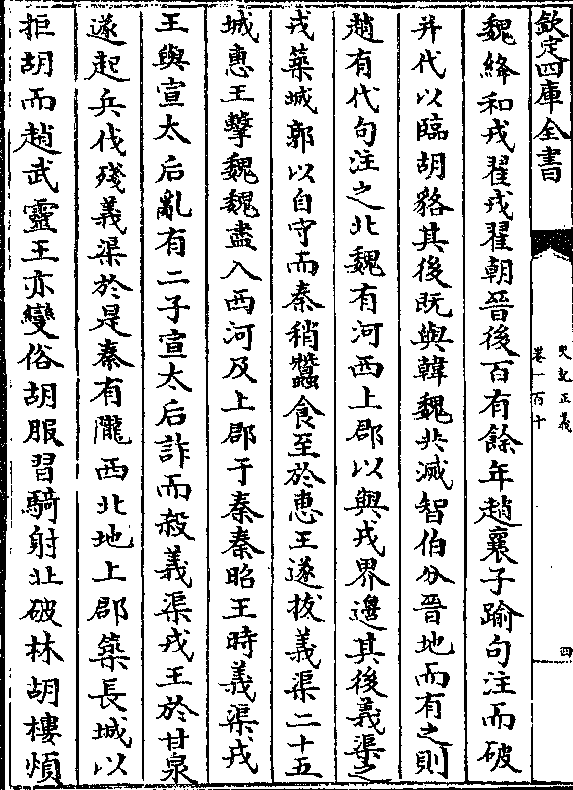 欽定四庫全書
史記正義
卷一百十
四
魏絳和戎翟戎翟朝晉後百有餘年趙襄子踰句注而破
并代以臨胡貉其後既與韓魏共滅智伯分晉地而有之則
趙有代句注之北魏有河西上郡以與戎界邊其後義渠之
戎築城郭以自守而秦稍蠶食至於惠王遂拔義渠二十五
城惠王擊魏魏盡入西河及上郡于秦秦昭王時義渠戎
王與宣太后亂有二子宣太后詐而殺義渠戎王於甘泉
遂起兵伐殘義渠於是秦有隴西北地上郡築長城以
拒胡而趙武靈王亦變俗胡服習騎射北破林胡樓煩